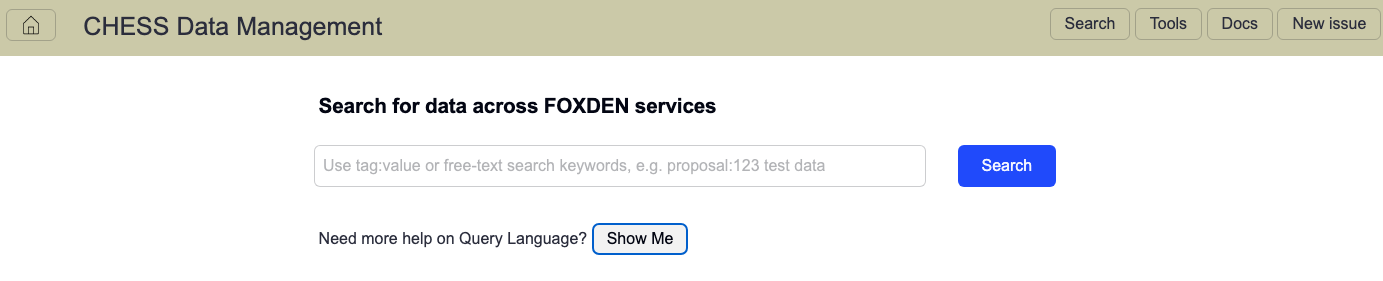 CHESS Data Management
Search Tools Docs New issue
Search for data across FOXDEN services
Use tag:value or free-text search keywords, e.g. proposal:123 test data Search
Need more help on Query Language? Show Me